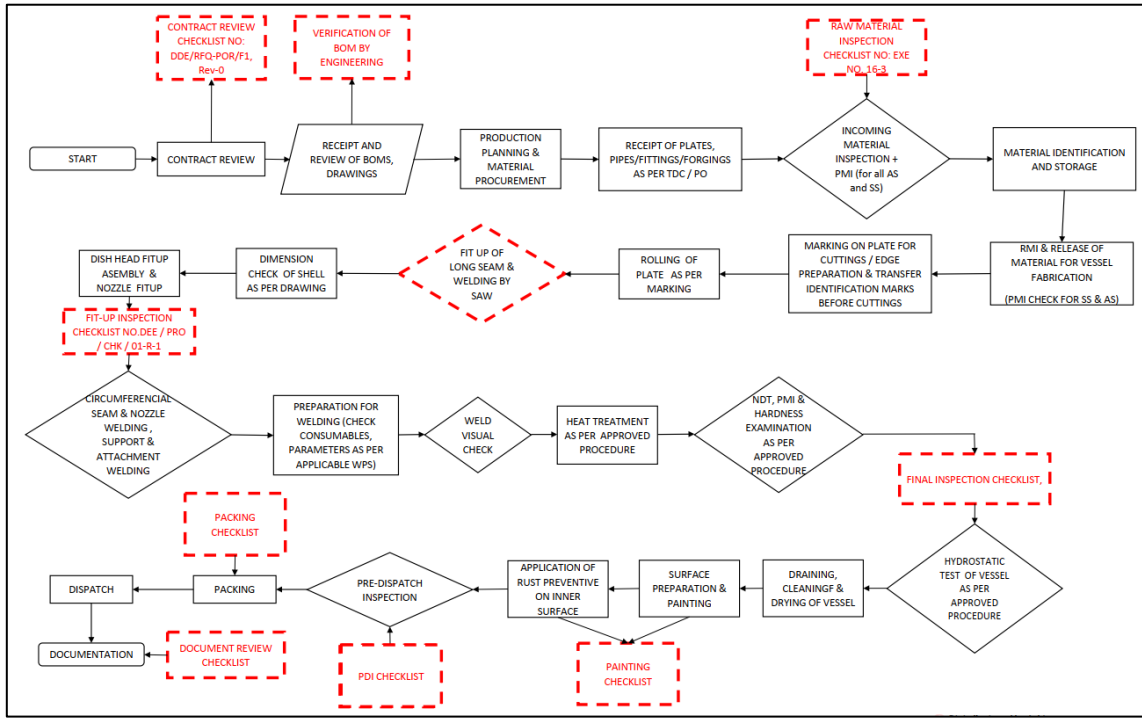 CONTRACT REVIEW
CHECKLIST NO:
DDE/RFQ-POR/F1,
Rev-0
VERIFICATION OF
BOM BY
ENGINEERING
RAW MATERIAL
INSPECTION
CHECKLIST NO: EXE
NO. 16-3
START
CONTRACT REVIEW
RECEIPT AND
REVIEW OF BOMS,
DRAWINGS
PRODUCTION
PLANNING &
MATERIAL
PROCUREMENT
RECEIPT OF PLATES,
PIPES/FITTINGS/FORGINGS
AS PER TDC / PO
INCOMING
MATERIAL
INSPECTION +
PMI (for all AS
and SS)
MATERIAL IDENTIFICATION
AND STORAGE
DISH HEAD FITUP
ASEMBLY &
NOZZLE FITUP
DIMENSION
CHECK OF SHELL
AS PER DRAWING
FIT UP OF
LONG SEAM &
WELDING BY
SAW
ROLLING OF
PLATE AS PER
MARKING
MARKING ON PLATE FOR
CUTTINGS / EDGE
PREPARATION & TRANSFER
IDENTIFICATION MARKS
BEFORE CUTTINGS
RMI & RELEASE OF
MATERIAL FOR VESSEL
FABRICATION
(PMI CHECK FOR SS & AS)
FIT-UP INSPECTION
CHECKLIST NO.DEE / PRO
/ CHK / 01-R-1
CIRCUMFERENCIAL
SEAM & NOZZLE
WELDING ,
SUPPORT &
ATTACHMENT
WELDING
PREPARATION FOR
WELDING (CHECK
CONSUMABLES,
PARAMETERS AS PER
APPLICABLE WPS)
WELD
VISUAL
CHECK
HEAT TREATMENT
AS PER APPROVED
PROCEDURE
NDT, PMI &
HARDNESS
EXAMINATION
AS PER
APPROVED
PROCEDURE
FINAL INSPECTION CHECKLIST,
PACKING
CHECKLIST
DISPATCH
PACKING
PRE-DISPATCH
INSPECTION
APPLICATION OF
RUST PREVENTIVE
ON INNER
SURFACE
SURFACE
PREPARATION &
PAINTING
DRAINING,
CLEANINGF &
DRYING OF VESSEL
HYDROSTATIC
TEST OF VESSEL
AS PER
APPROVED
PROCEDURE
DOCUMENTATION
DOCUMENT REVIEW
CHECKLIST
PDI CHECKLIST
PAINTING
CHECKLIST